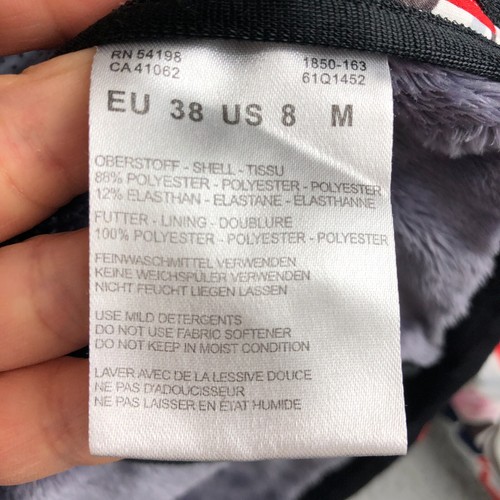 RN 54198
CA 41062
1850-163
61Q1452
EU 38 US 8 M
OBERSTOFF - SHELL - TISSU
88% POLYESTER - POLYESTER - POLYESTER
12% ELASTHAN - ELASTANE - ELASTHANNE
FUTTER - LINING - DOUBLURE
100% POLYESTER - POLYESTER - POLYESTER
FEINWASCHMITTEL VERWENDEN
KEINE WEICHSPÜLER VERWENDEN
NICHT FEUCHT LIEGEN LASSEN
USE MILD DETERGENTS
DO NOT USE FABRIC SOFTENER
DO NOT KEEP IN MOIST CONDITION
LAVER AVEC DE LA LESSIVE DOUCE
NE PAS D'ADOUCISSEUR
NE PAS LAISSER EN ÉTAT HUMIDE